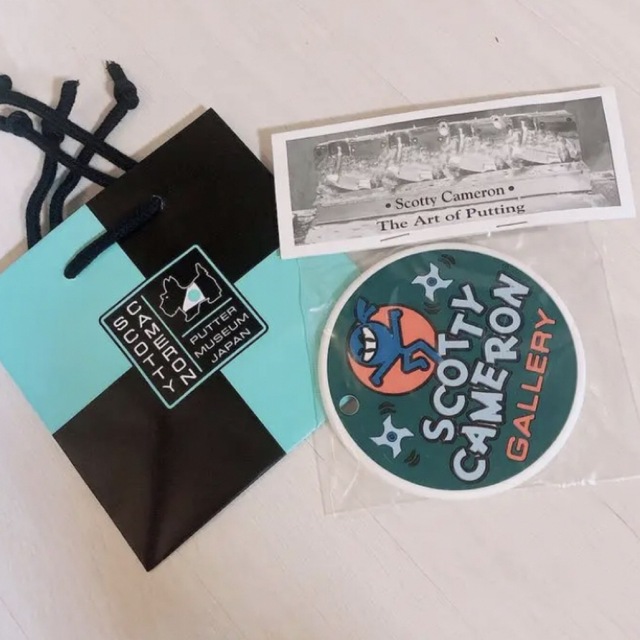 • Scotty Cameron •
The Art of Putting
SCOTTY
CAMERON
GALLERY
SCOTTY
CAMERON
PUTTER
MUSEUM
JAPAN